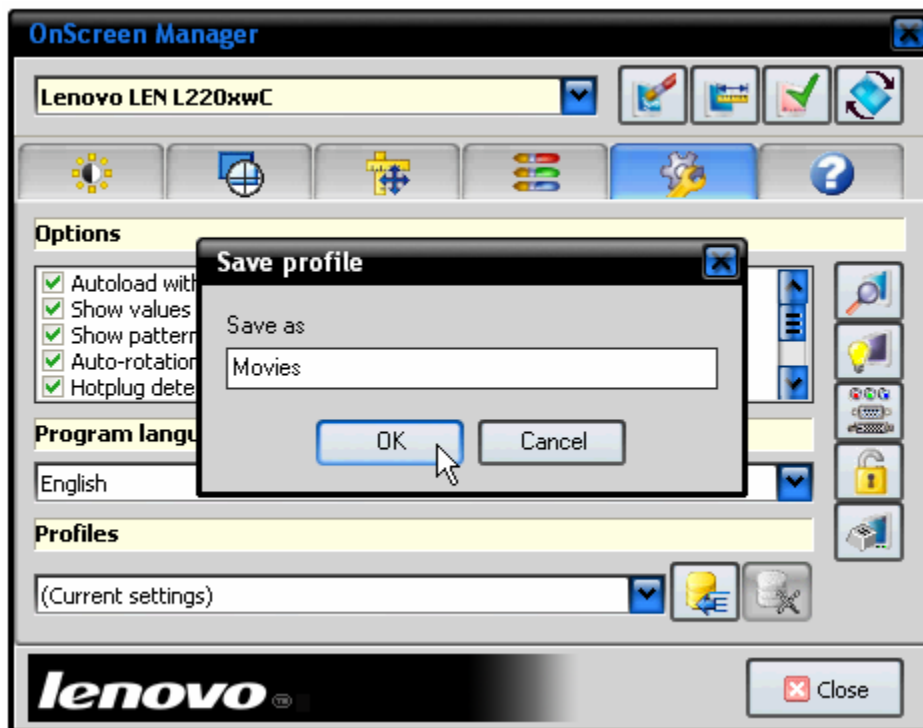 OnScreen Manager
Lenovo LEN L220xwC
Options
Autoload with
Show values
Show pattern
Auto-rotation
Hotplug dete
Save profile
Save as
Movies
OK Cancel
Program langu
English
Profiles
(Current settings)
lenovo
Close